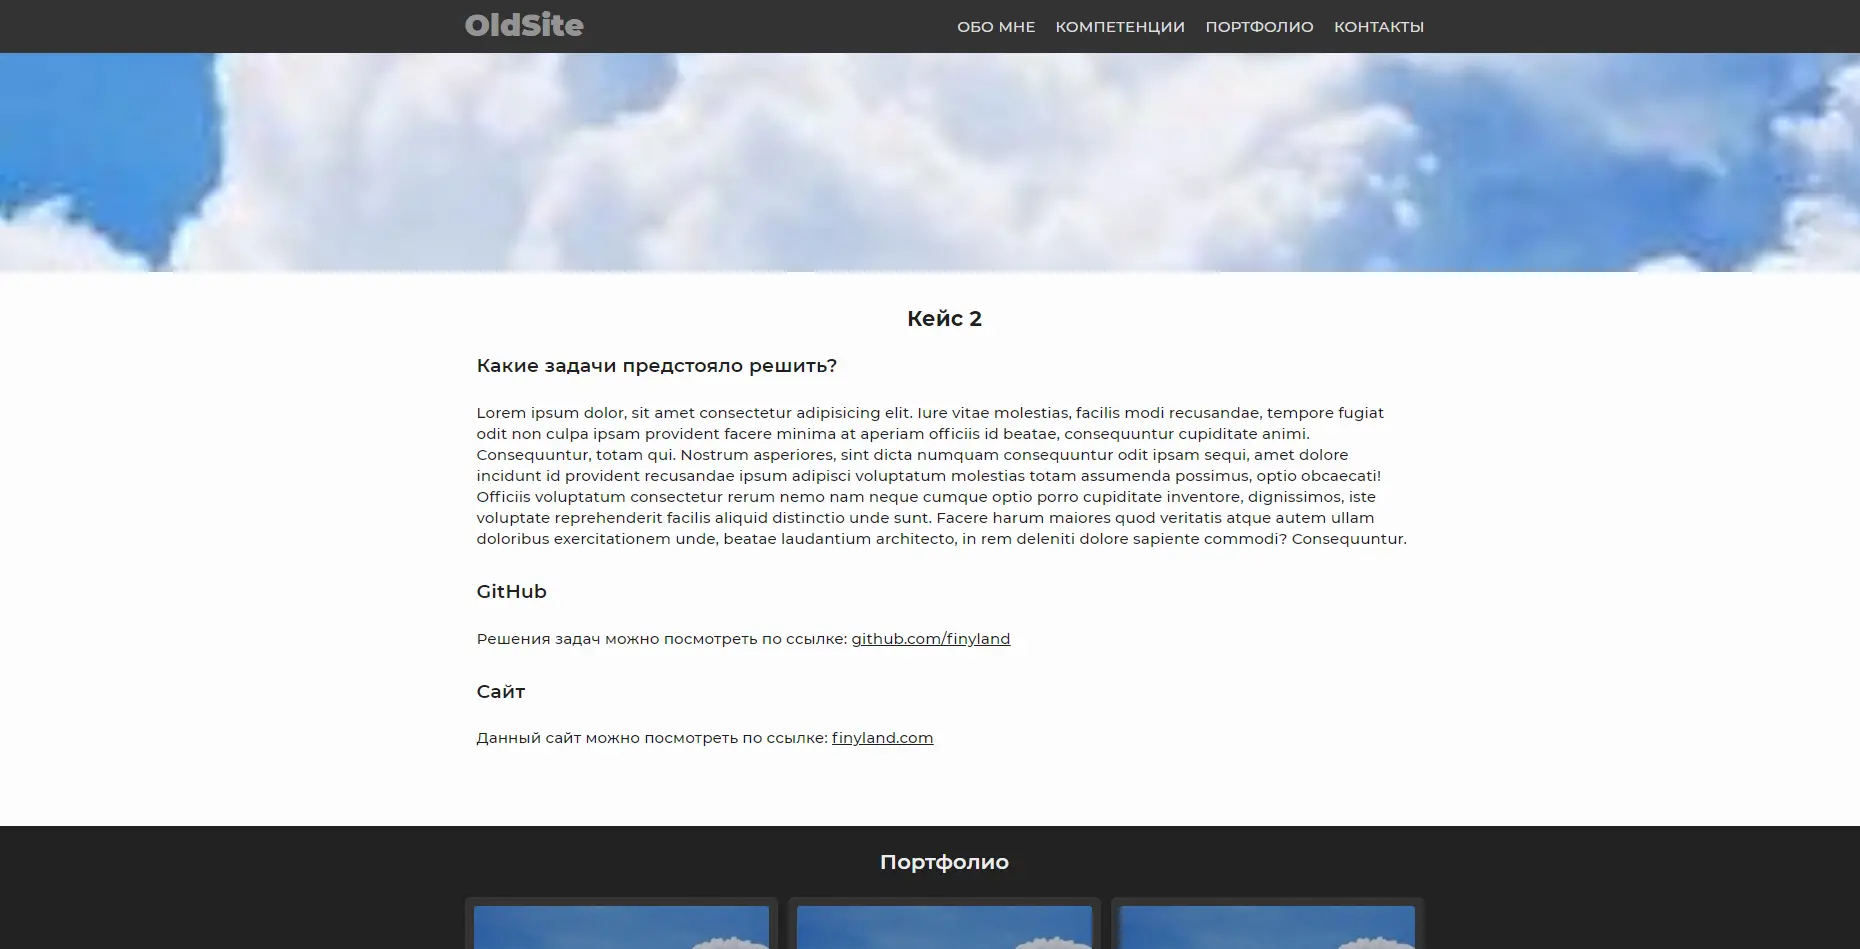 OldSite
ОБО МНЕ КОМПЕТЕНЦИИ ПОРТФОЛИО КОНТАКТЫ
Кейс 2
Какие задачи предстояло решить?
Lorem ipsum dolor, sit amet consectetur adipisicing elit. Iure vitae molestias, facilis modi recusandae, tempore fugiat
odit non culpa ipsam provident facere minima at aperiam officiis id beatae, consequuntur cupiditate animi.
Consequuntur, totam qui. Nostrum asperiores, sint dicta numquam consequuntur odit ipsam sequi, amet dolore
incidunt id provident recusandae ipsum adipisci voluptatum molestias totam assumenda possimus, optio obcaecati!
Officiis voluptatum consectetur rerum nemo nam neque cumque optio porro cupiditate inventore, dignissimos, iste
voluptate reprehenderit facilis aliquid distinctio unde sunt. Facere harum maiores quod veritatis atque autem ullam
doloribus exercitationem unde, beatae laudantium architecto, in rem deleniti dolore sapiente commodi? Consequuntur.
GitHub
Решения задач можно посмотреть по ссылке: github.com/finyland
Сайт
Данный сайт можно посмотреть по ссылке: finyland.com
Портфолио